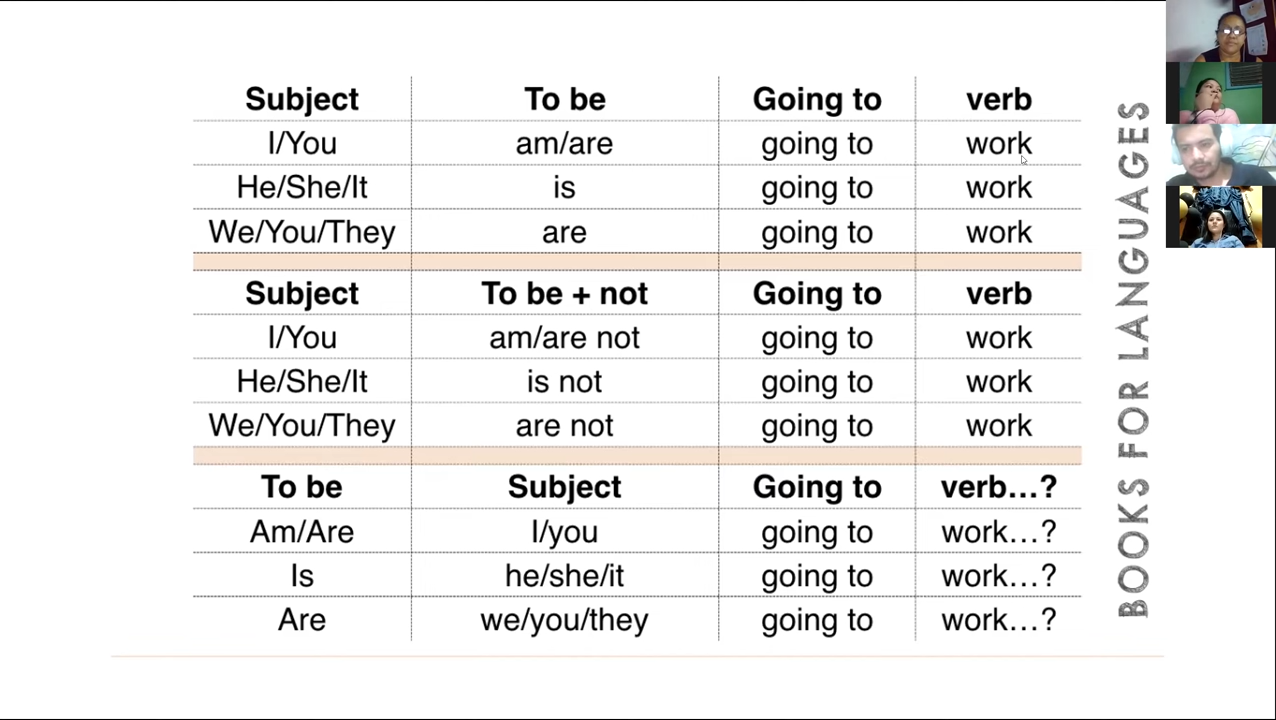 Subject To be Going to verb
I/You am/are going to work
He/She/It is going to work
We/You/They are going to work
Subject To be + not Going to verb
I/You am/are not going to work
He/She/It is not going to work
We/You/They are not going to work
To be Subject Going to verb...?
Am/Are I/you going to work...?
Is he/she/it going to work...?
Are we/you/they going to work...?
BOOKS FOR LANGUAGES